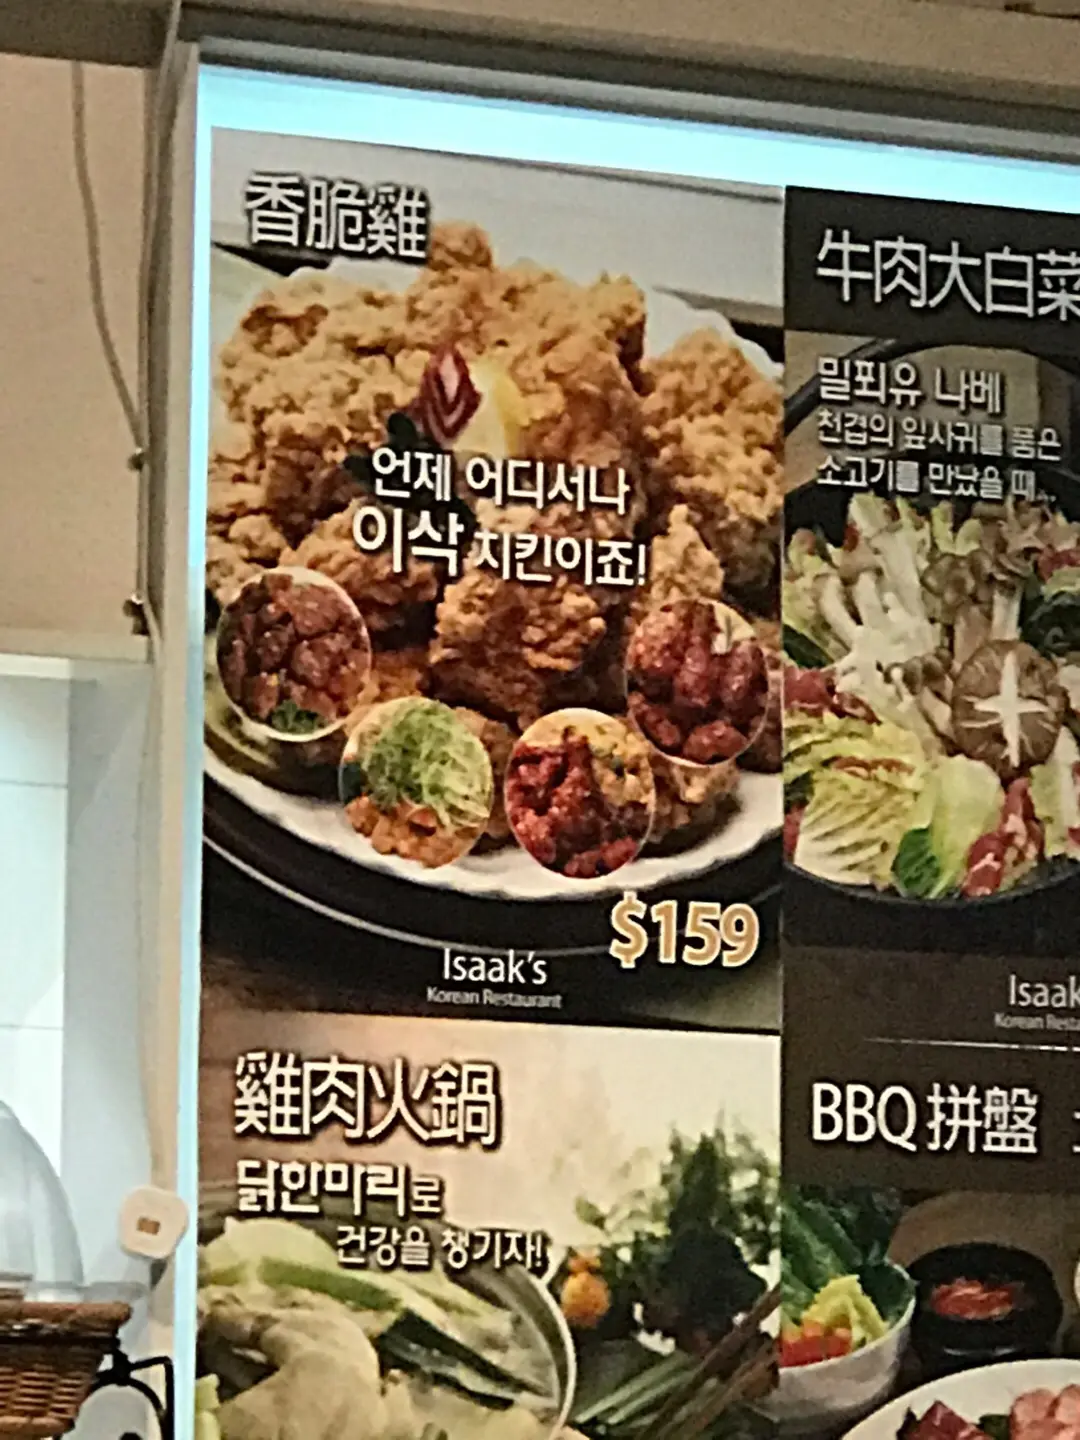 香脆雞
언제 어디서나
이삭 치킨이죠!
$159
Isaak's
Korean Restaurant
牛肉大白菜
밀푀유 나베
천겹의 잎사귀를 품은
소고기를 만났을 때...
Isaak
Korean Resta
雞肉火鍋
닭한마리로
건강을 챙기자!
BBQ 拼盤